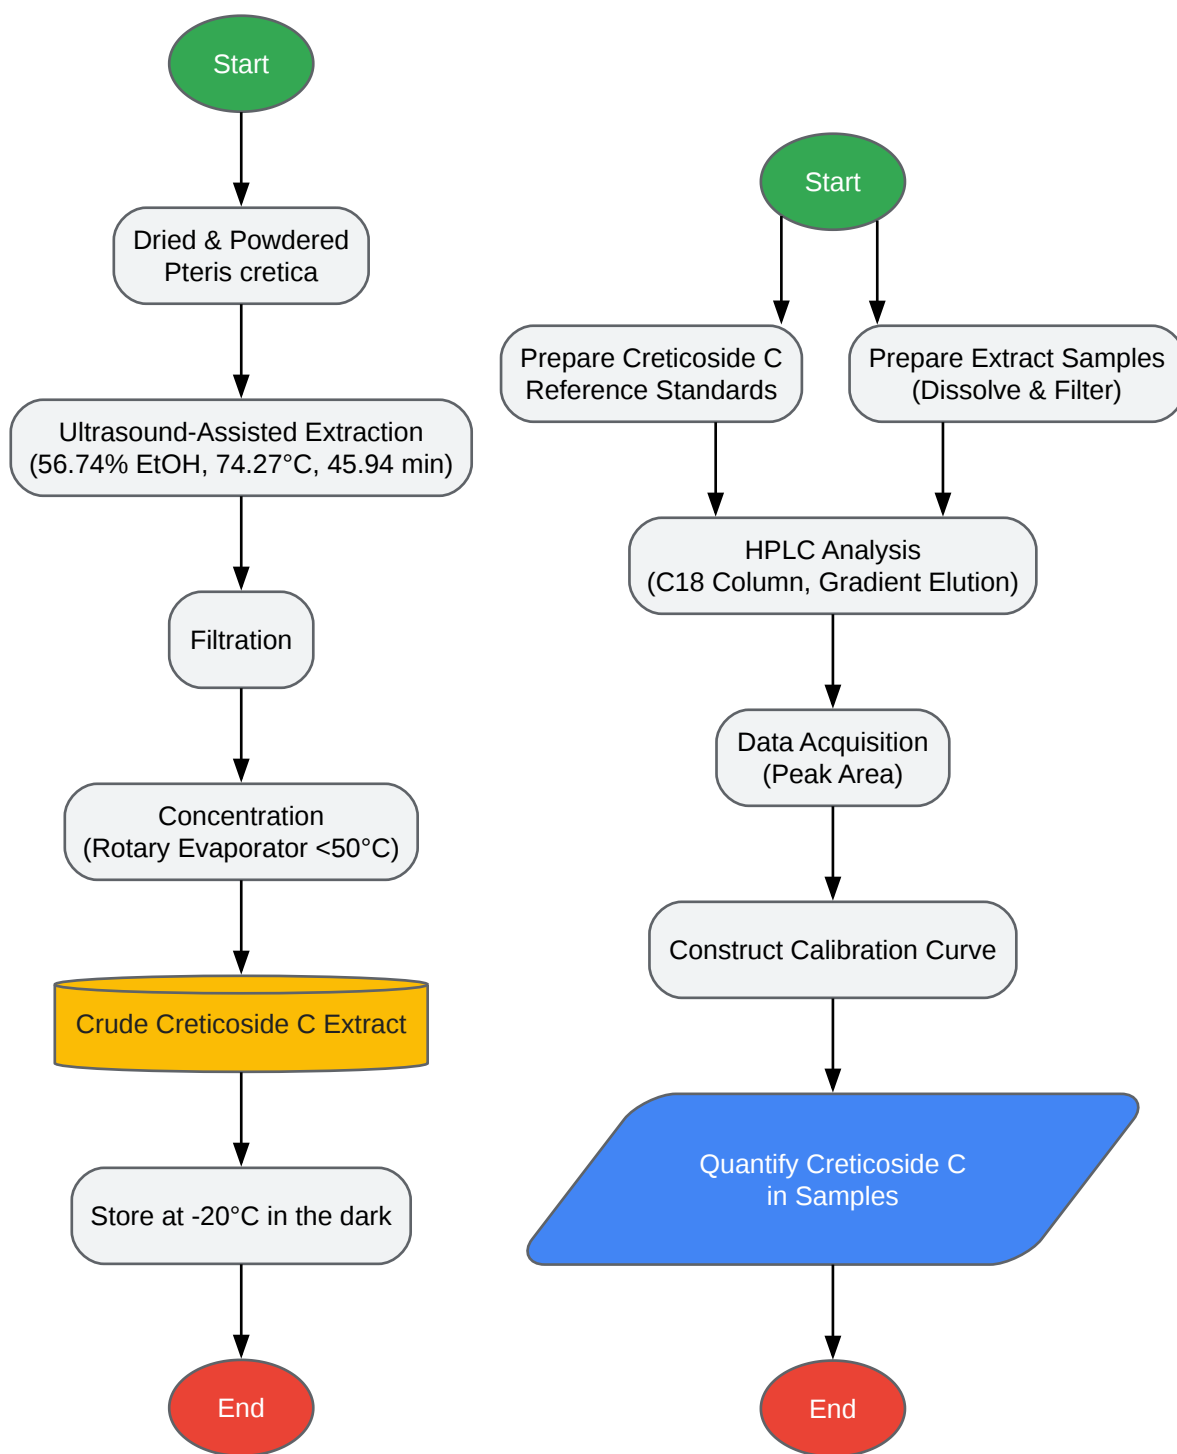 Start
Dried & Powdered
Pteris cretica
Ultrasound-Assisted Extraction
(56.74% EtOH, 74.27°C, 45.94 min)
Filtration
Concentration
(Rotary Evaporator <50°C)
Crude Creticoside C Extract
Store at -20°C in the dark
End
Start
Prepare Creticoside C
Reference Standards
Prepare Extract Samples
(Dissolve & Filter)
HPLC Analysis
(C18 Column, Gradient Elution)
Data Acquisition
(Peak Area)
Construct Calibration Curve
Quantify Creticoside C
in Samples
End